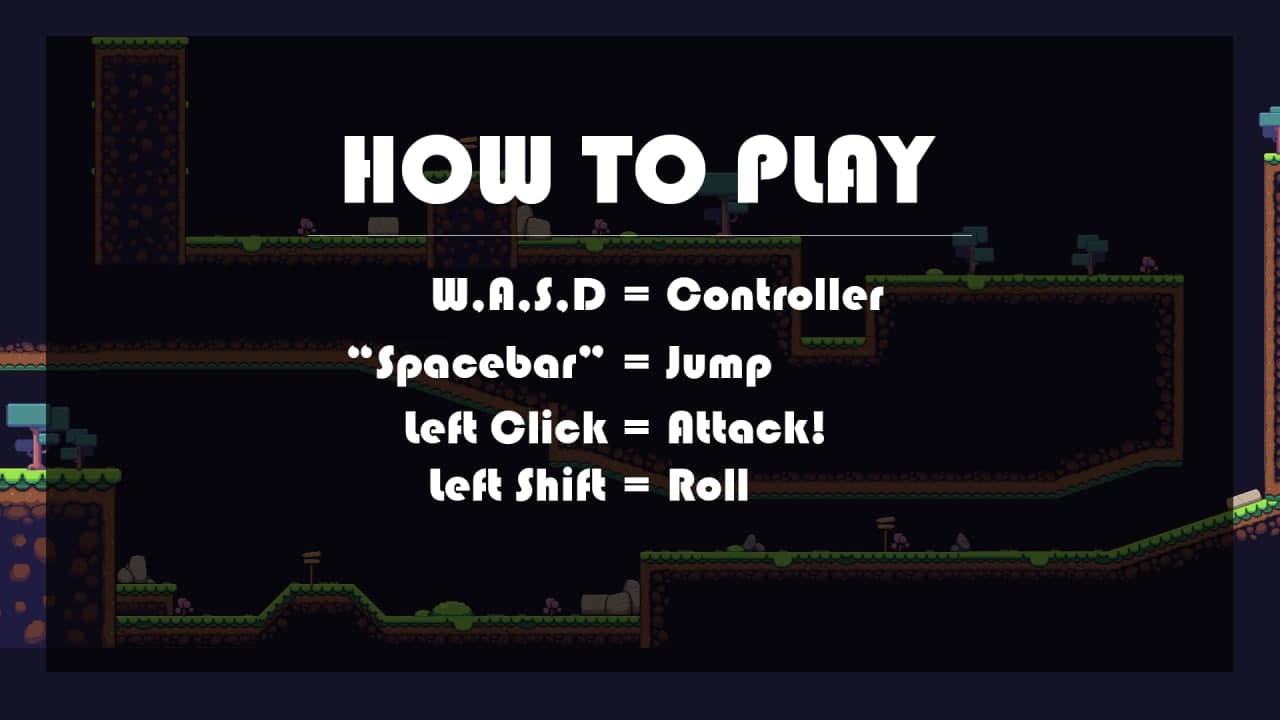 HOW TO PLAY
W,A,S,D = Controller
“Spacebar” = Jump
Left Click = Attack!
Left Shift = Roll